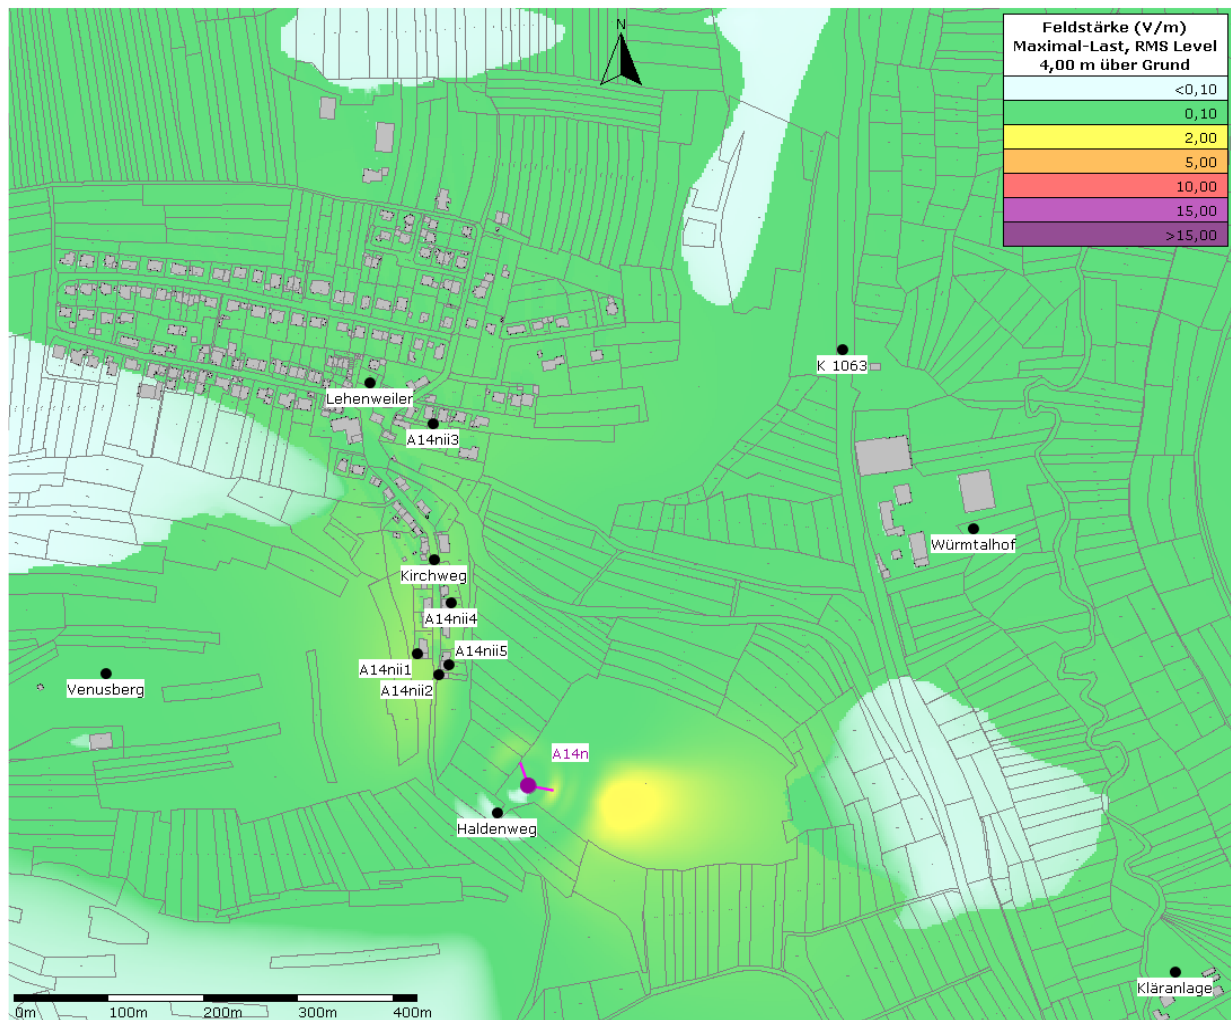 N
Feldstärke (V/m)
Maximal-Last, RMS Level
4,00 m über Grund
<0,10
0,10
2,00
5,00
10,00
15,00
>15,00
K 1063
Lehenweiler
A14nii3
Würmtalhof
Kirchweg
A14nii4
A14nii5
A14nii1
A14nii2
Venusberg
A14n
Haldenweg
Kläranlage
0m 100m 200m 300m 400m